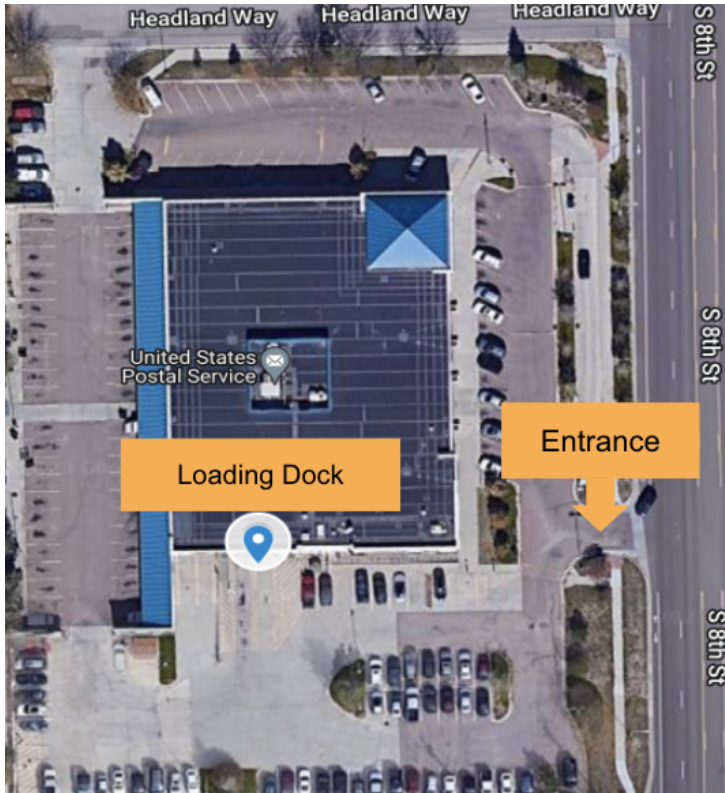 Headland Way
Headland Way
Headland Way
S 8th St
United States
Postal Service
S 8th St
Entrance
Loading Dock
S 8th St